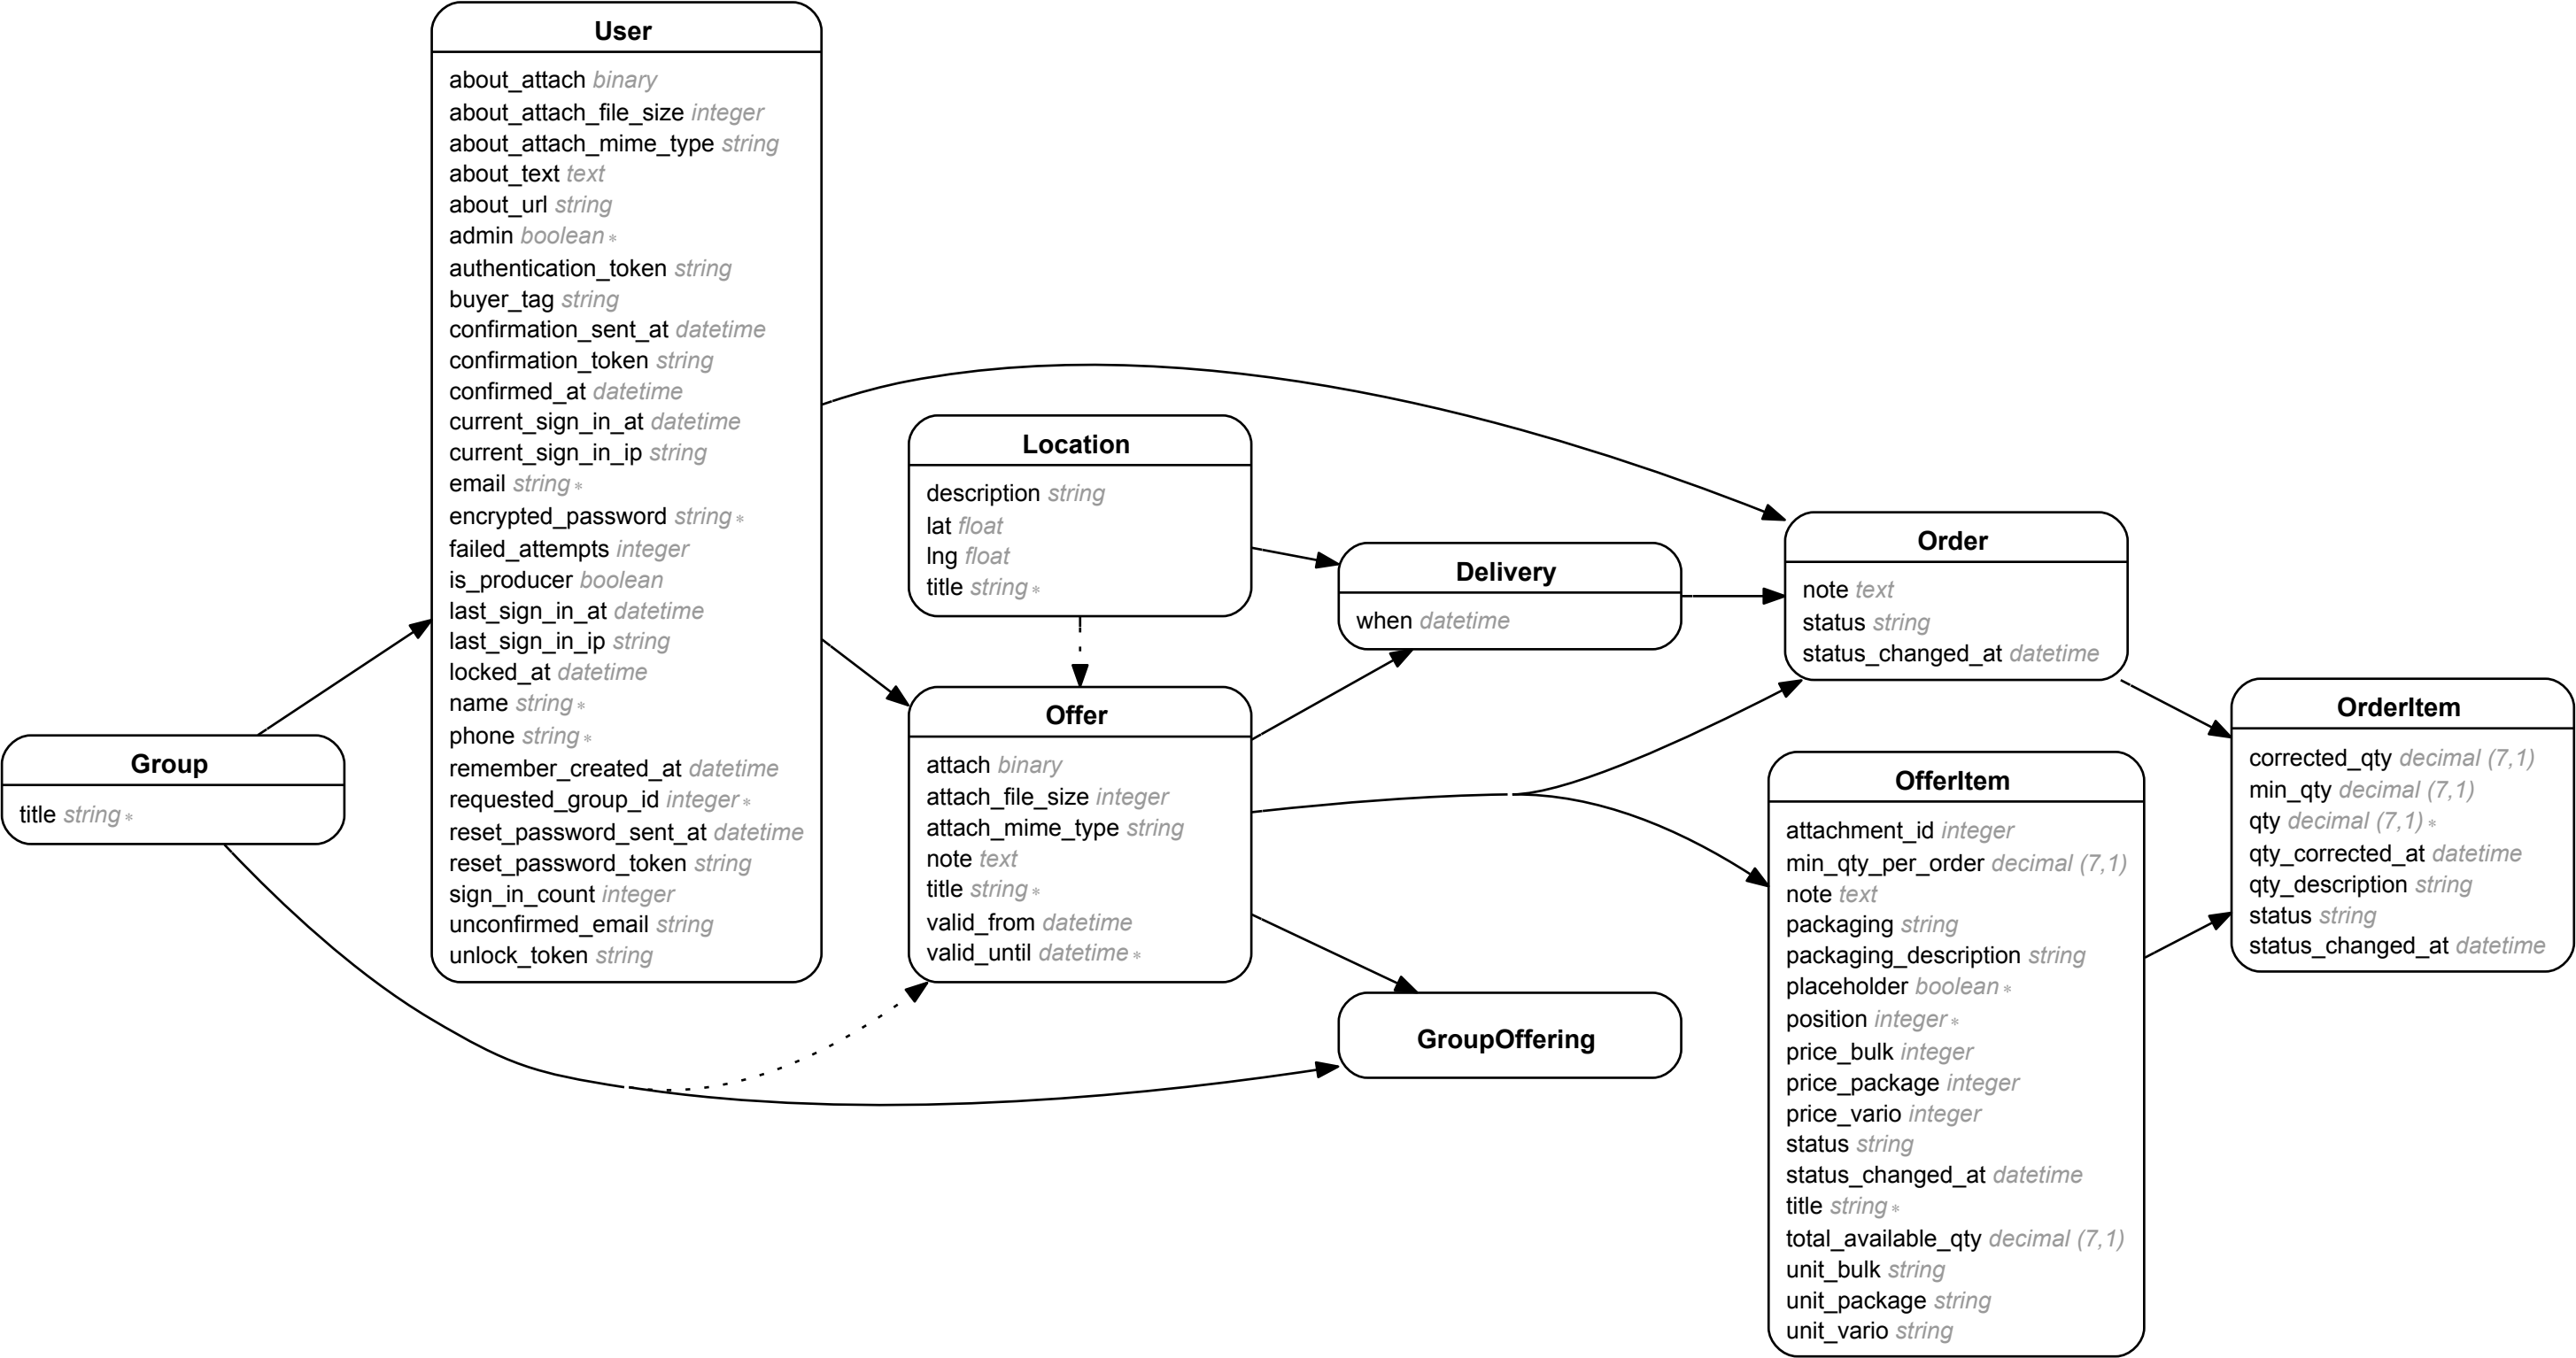 User
about_attach binary
about_attach_file_size integer
about_attach_mime_type string
about_text text
about_url string
admin boolean *
authentication_token string
buyer_tag string
confirmation_sent_at datetime
confirmation_token string
confirmed_at datetime
current_sign_in_at datetime
current_sign_in_ip string
email string *
encrypted_password string *
failed_attempts integer
is_producer boolean
last_sign_in_at datetime
last_sign_in_ip string
locked_at datetime
name string *
phone string *
remember_created_at datetime
requested_group_id integer *
reset_password_sent_at datetime
reset_password_token string
sign_in_count integer
unconfirmed_email string
unlock_token string
Group
title string *
Location
description string
lat float
lng float
title string *
Offer
attach binary
attach_file_size integer
attach_mime_type string
note text
title string *
valid_from datetime
valid_until datetime *
Delivery
when datetime
GroupOffering
Order
note text
status string
status_changed_at datetime
OfferItem
attachment_id integer
min_qty_per_order decimal (7,1)
note text
packaging string
packaging_description string
placeholder boolean *
position integer *
price_bulk integer
price_package integer
price_vario integer
status string
status_changed_at datetime
title string *
total_available_qty decimal (7,1)
unit_bulk string
unit_package string
unit_vario string
OrderItem
corrected_qty decimal (7,1)
min_qty decimal (7,1)
qty decimal (7,1) *
qty_corrected_at datetime
qty_description string
status string
status_changed_at datetime